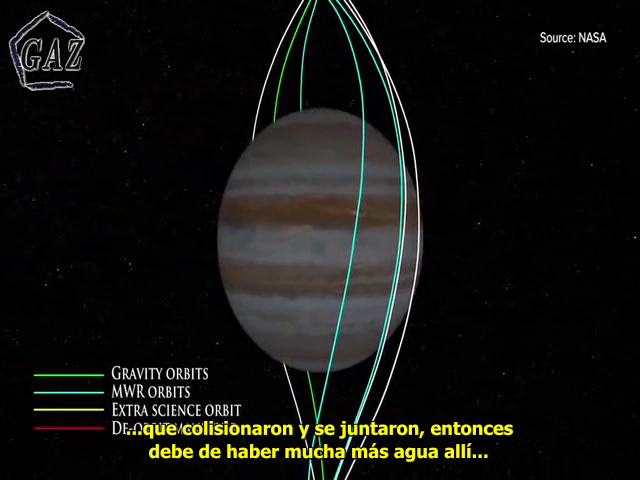 GAZ
Source: NASA
GRAVITY ORBITS
MWR ORBITS
EXTRA SCIENCE ORBIT
...que colisionaron y se juntaron, entonces
debe de haber mucha más agua allí...